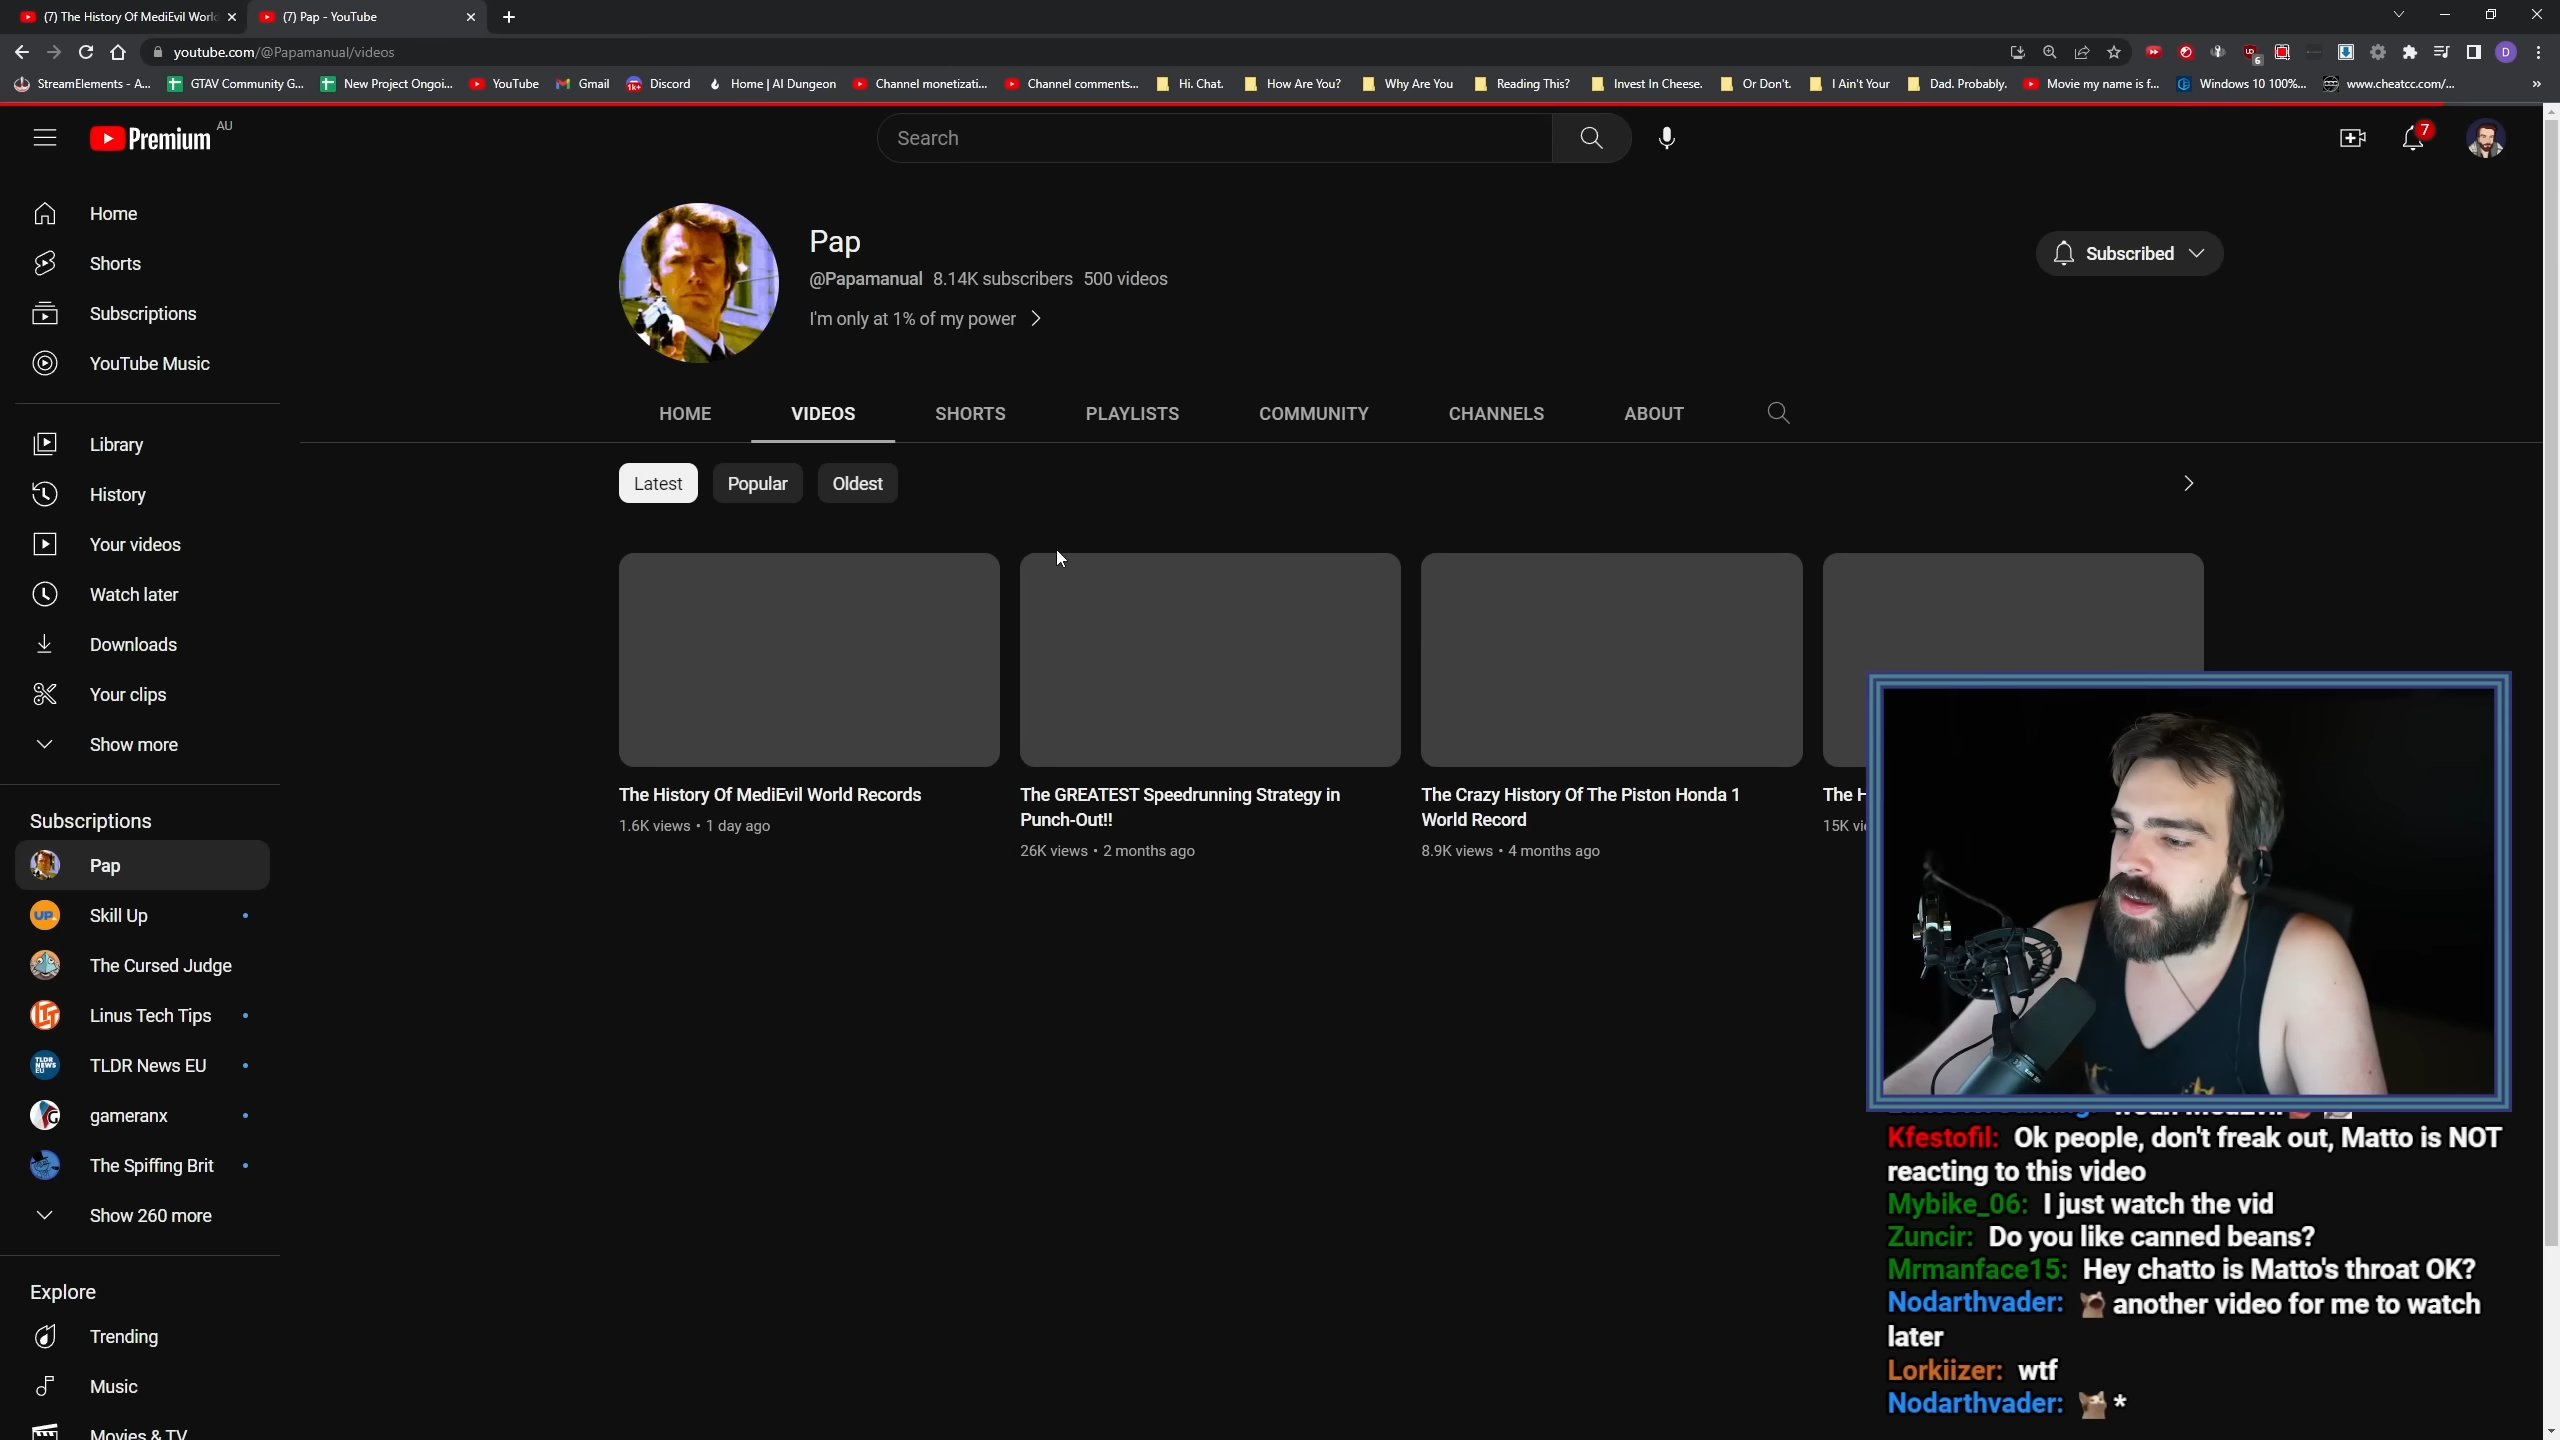 (7) The History Of MediEvil World
(7) Pap - YouTube
youtube.com/@Papamanual/videos
6
D
StreamElements - A...
GTAV Community G...
New Project Ongoi...
YouTube
Gmail
1k+
Discord
Home | AI Dungeon
Channel monetizati...
Channel comments...
Hi. Chat.
How Are You?
Why Are You
Reading This?
Invest In Cheese.
Or Don't.
I Ain't Your
Dad. Probably.
Movie my name is f...
Windows 10 100%...
www.cheatcc.com/...
»
Premium
AU
Search
7
Home
Shorts
Subscriptions
YouTube Music
Library
History
Your videos
Watch later
Downloads
Your clips
Show more
Subscriptions
Pap
UP
Skill Up
The Cursed Judge
Linus Tech Tips
TLDR NEWS EU
TLDR News EU
gameranx
The Spiffing Brit
Show 260 more
Explore
Trending
Music
Movies & TV
Pap
@Papamanual 8.14K subscribers 500 videos
I'm only at 1% of my power
HOME
VIDEOS
SHORTS
PLAYLISTS
COMMUNITY
CHANNELS
ABOUT
Latest
Popular
Oldest
The History Of MediEvil World Records
1.6K views • 1 day ago
The GREATEST Speedrunning Strategy in
Punch-Out!!
26K views • 2 months ago
The Crazy History Of The Piston Honda 1
World Record
8.9K views • 4 months ago
The
15K
Kfestofil: Ok people, don't freak out, Matto is NOT
reacting to this video
Mybike_06: I just watch the vid
Zuncir: Do you like canned beans?
Mrmanface15: Hey chatto is Matto's throat OK?
Nodarthvader: another video for me to watch
later
Lorkiizer: wtf
Nodarthvader: *